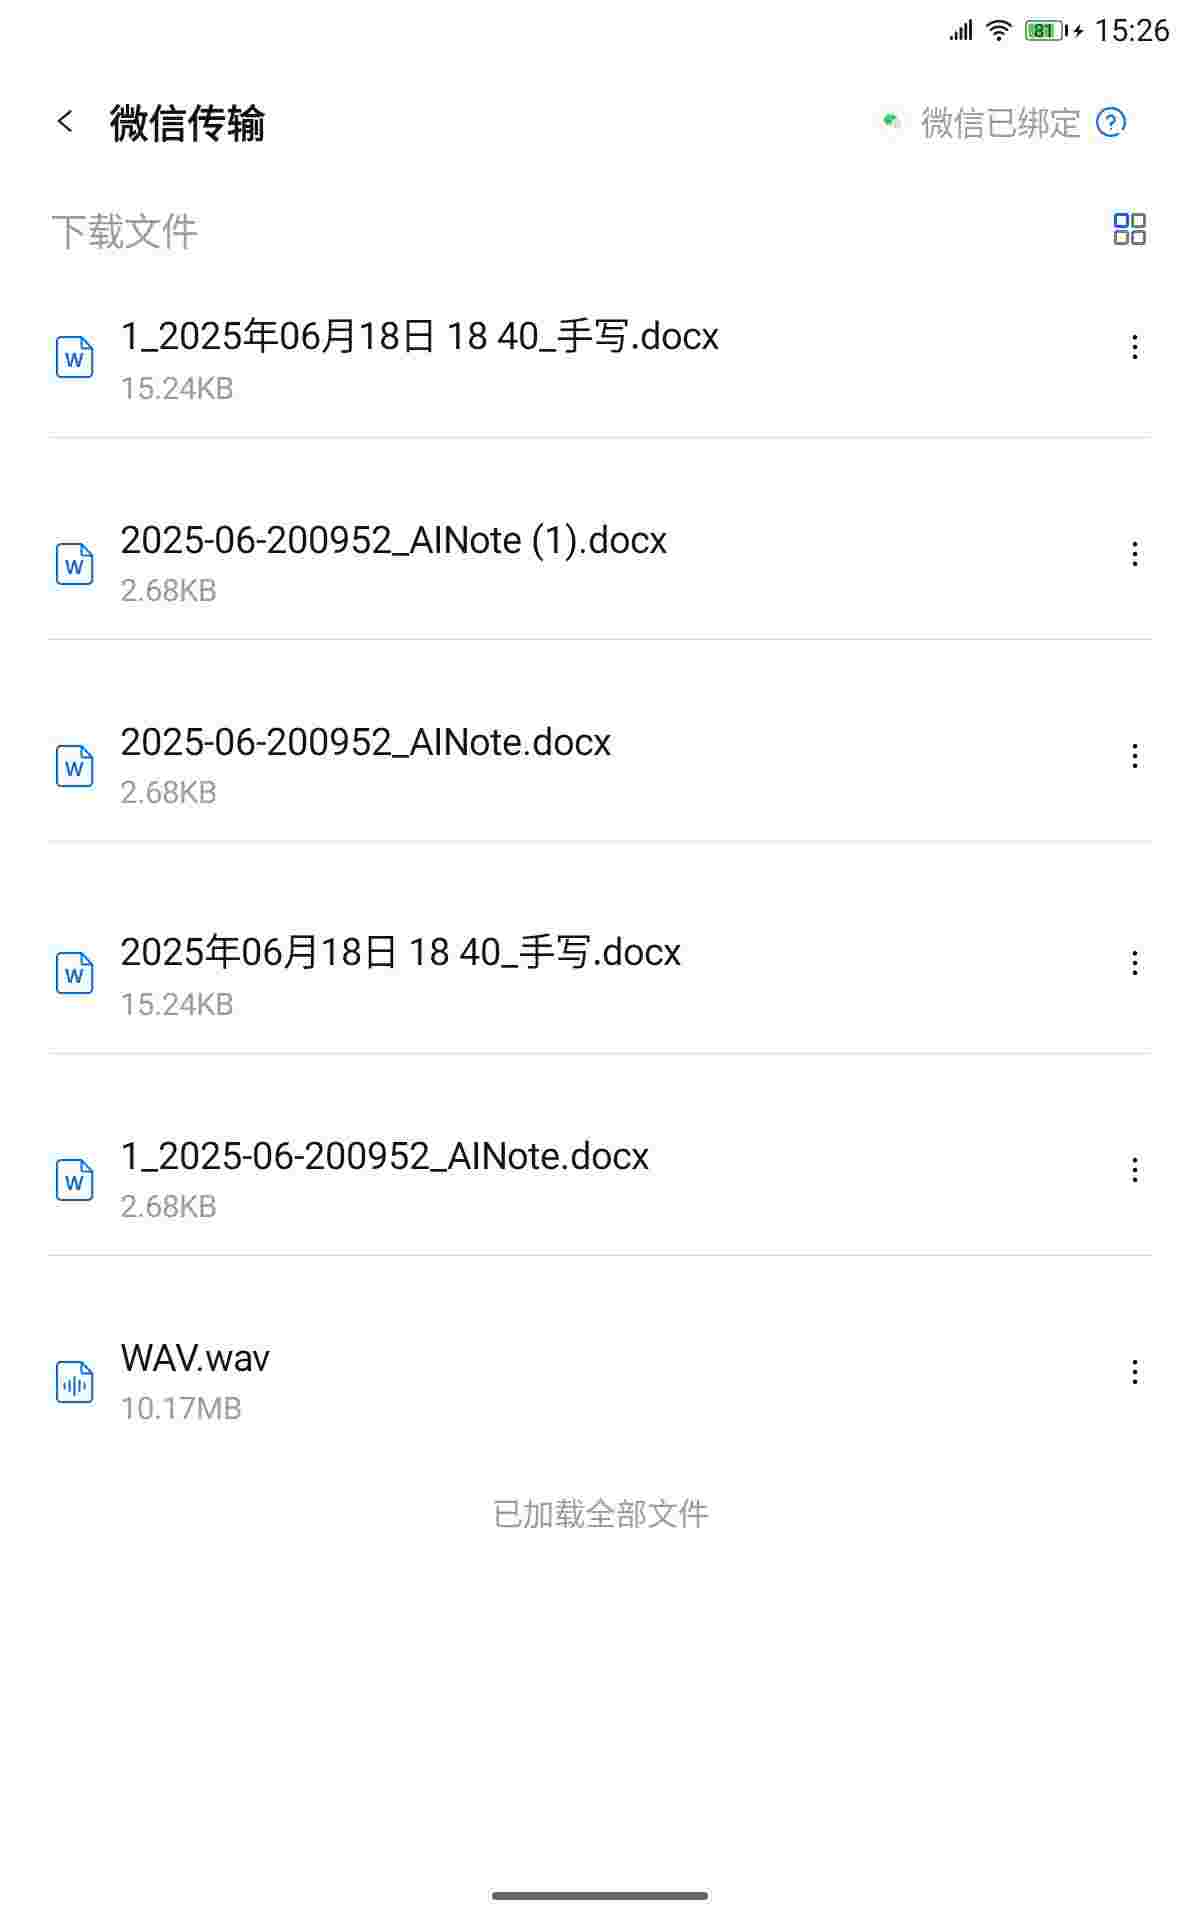 81 15:26
微信传输 微信已绑定
下载文件
1_2025年06月18日 18 40_手写.docx
15.24KB
2025-06-200952_AINote (1).docx
2.68KB
2025-06-200952_AINote.docx
2.68KB
2025年06月18日 18 40_手写.docx
15.24KB
1_2025-06-200952_AINote.docx
2.68KB
WAV.wav
10.17MB
已加载全部文件